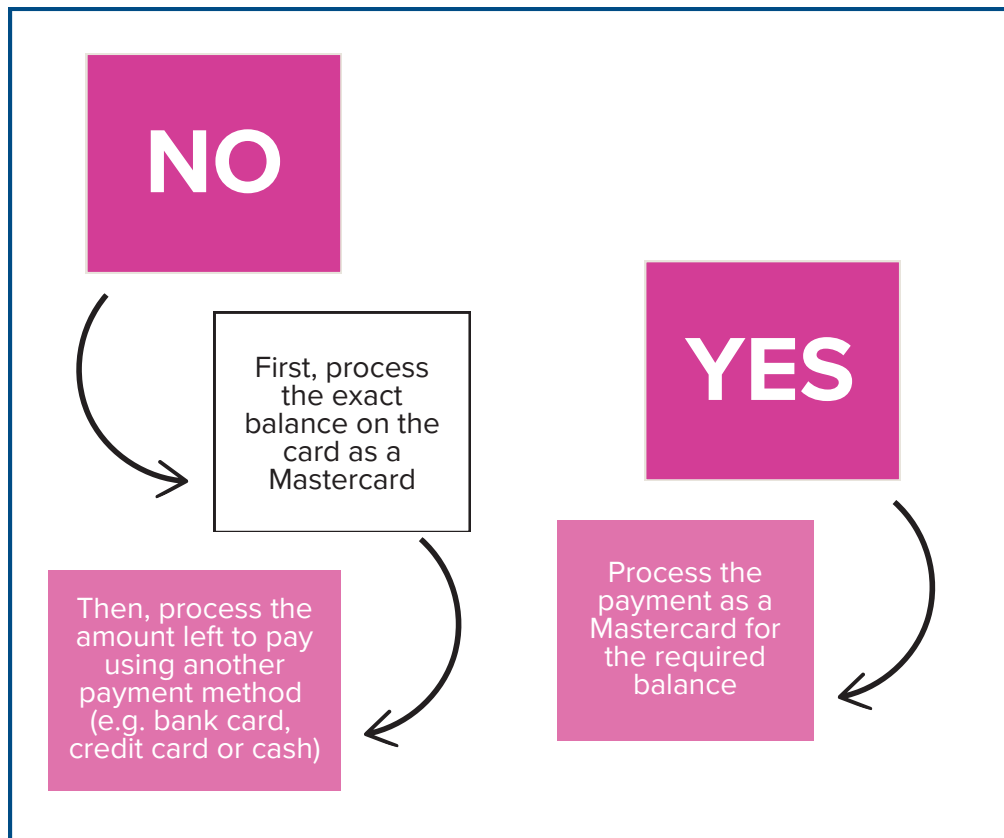 NO
First, process
the exact
balance on the
card as a
Mastercard
Then, process the
amount left to pay
using another
payment method
(e.g. bank card,
credit card or cash)
YES
Process the
payment as a
Mastercard for
the required
balance